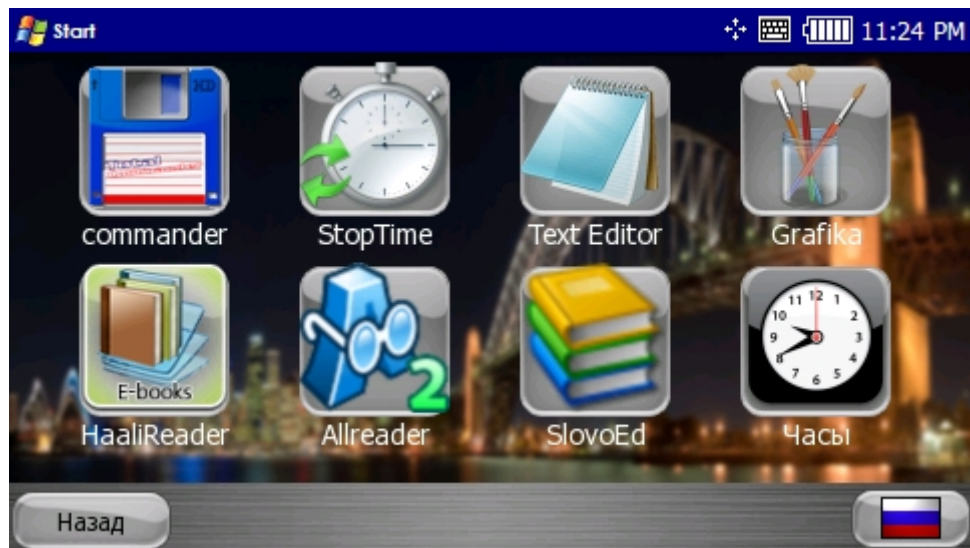 Start 11:24 PM
commander StopTime Text Editor Grafika
E-books
HaaliReader Allreader SlovoEd Часы
Назад